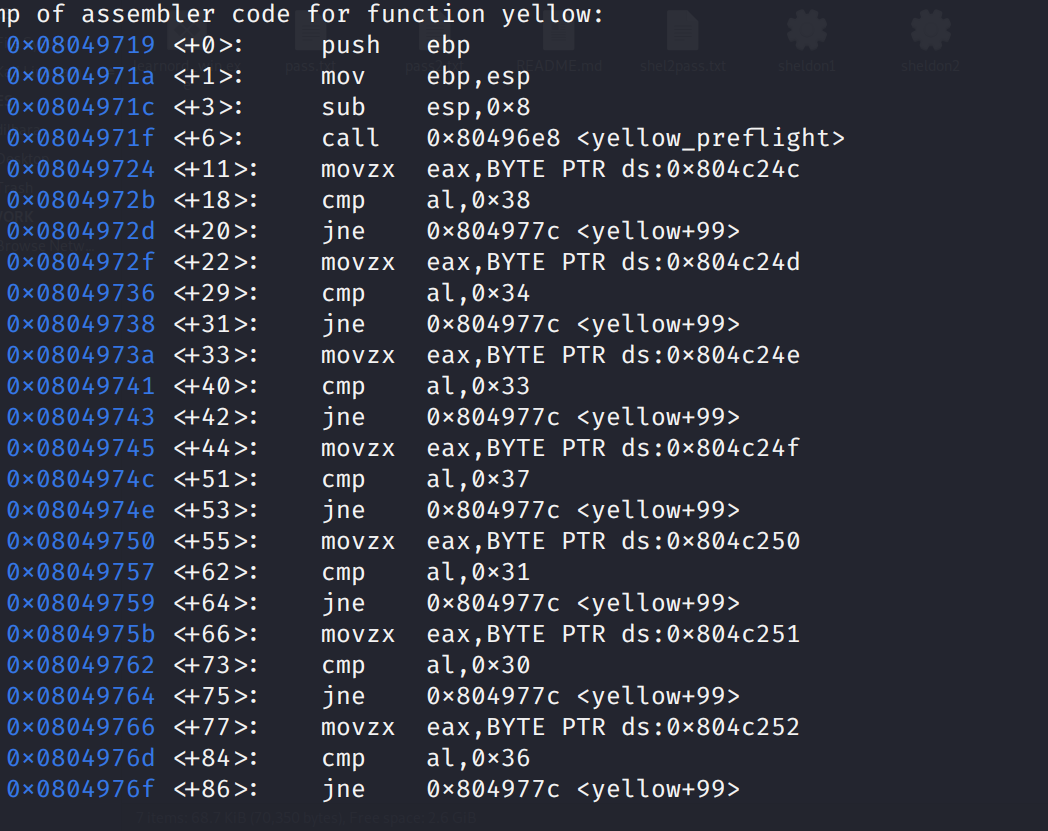 mp of assembler code for function yellow:
0x08049719 <+0>: push ebp
0x0804971a <+1>: mov ebp,esp
0x0804971c <+3>: sub esp,0x8
0x0804971f <+6>: call 0x80496e8 <yellow_preflight>
0x08049724 <+11>: movzx eax,BYTE PTR ds:0x804c24c
0x0804972b <+18>: cmp al,0x38
0x0804972d <+20>: jne 0x804977c <yellow+99>
0x0804972f <+22>: movzx eax,BYTE PTR ds:0x804c24d
0x08049736 <+29>: cmp al,0x34
0x08049738 <+31>: jne 0x804977c <yellow+99>
0x0804973a <+33>: movzx eax,BYTE PTR ds:0x804c24e
0x08049741 <+40>: cmp al,0x33
0x08049743 <+42>: jne 0x804977c <yellow+99>
0x08049745 <+44>: movzx eax,BYTE PTR ds:0x804c24f
0x0804974c <+51>: cmp al,0x37
0x0804974e <+53>: jne 0x804977c <yellow+99>
0x08049750 <+55>: movzx eax,BYTE PTR ds:0x804c250
0x08049757 <+62>: cmp al,0x31
0x08049759 <+64>: jne 0x804977c <yellow+99>
0x0804975b <+66>: movzx eax,BYTE PTR ds:0x804c251
0x08049762 <+73>: cmp al,0x30
0x08049764 <+75>: jne 0x804977c <yellow+99>
0x08049766 <+77>: movzx eax,BYTE PTR ds:0x804c252
0x0804976d <+84>: cmp al,0x36
0x0804976f <+86>: jne 0x804977c <yellow+99>
README.md
shel2pass.txt
sheldon1
sheldon2